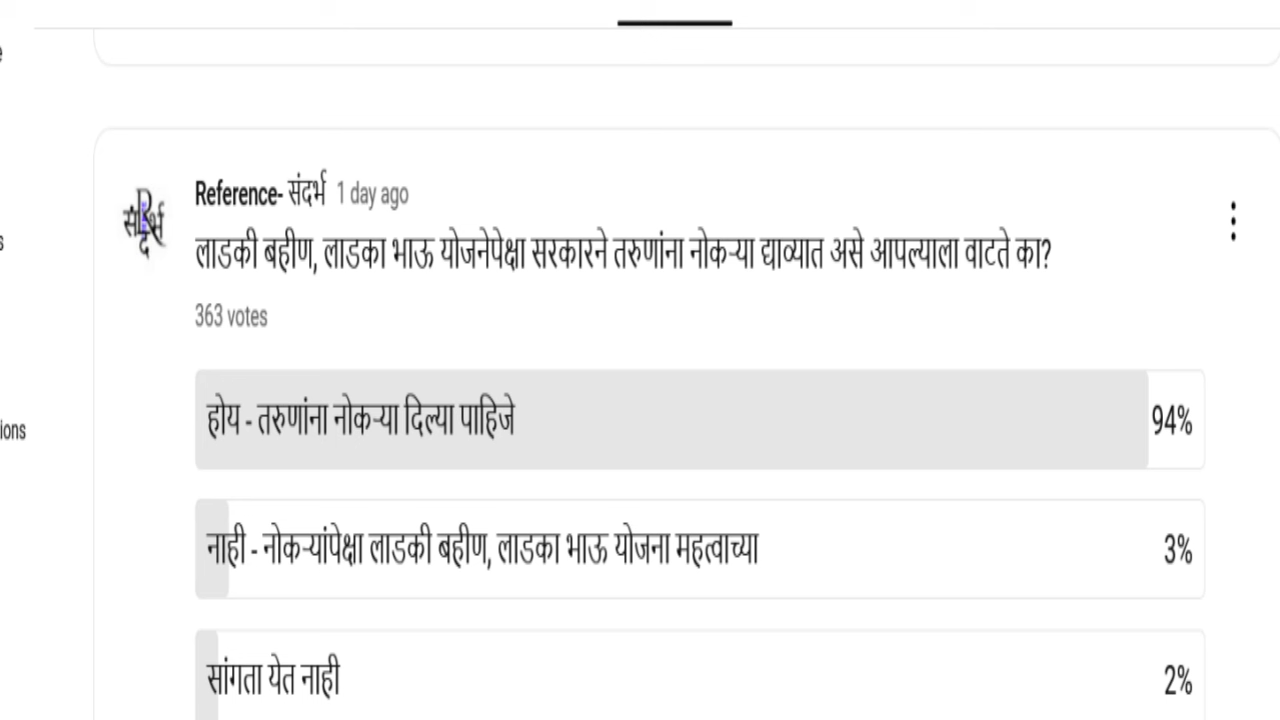 Reference- संदर्भ 1 day ago
लाडकी बहीण, लाडका भाऊ योजनेपेक्षा सरकारने तरुणांना नोकऱ्या द्याव्यात असे आपल्याला वाटते का?
363 votes
होय - तरुणांना नोकऱ्या दिल्या पाहिजे
94%
नाही - नोकऱ्यांपेक्षा लाडकी बहीण, लाडका भाऊ योजना महत्वाच्या
3%
ions
सांगता येत नाही
2%